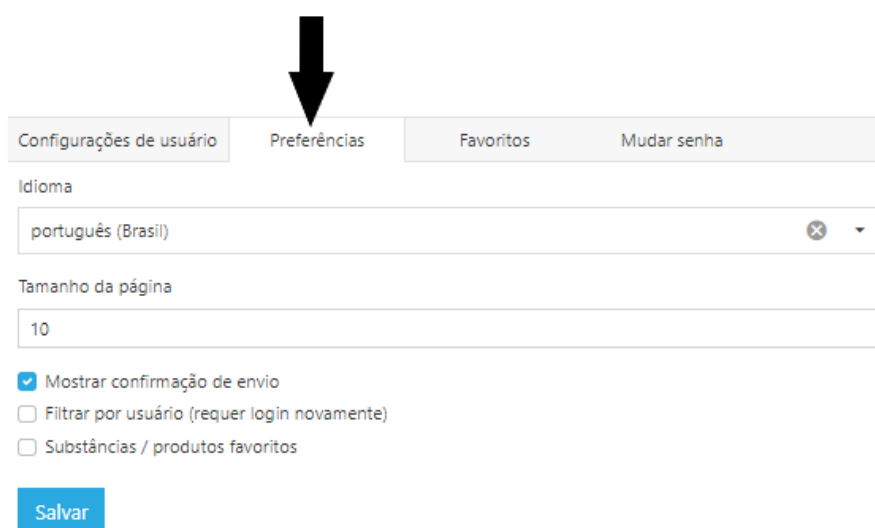 Configurações de usuário Preferências Favoritos Mudar senha
Idioma
português (Brasil)
Tamanho da página
10
Mostrar confirmação de envio
Filtrar por usuário (requer login novamente)
Substâncias / produtos favoritos
Salvar